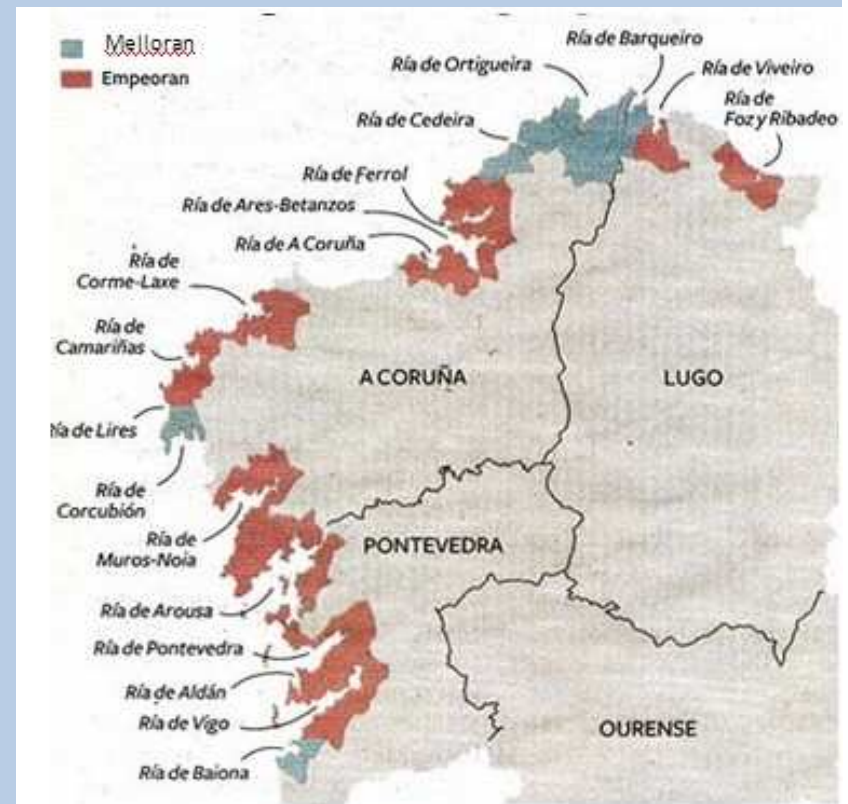 Melloran
Empeoran
Ría de Barqueiro
Ría de Ortigueira
Ría de Viveiro
Ría de
Foz y Ribadeo
Ría de Cedeira
Ría de Ferrol
Ría de Ares-Betanzos
Ría de A Coruña
Ría de
Corme-Laxe
Ría de
Camariñas
A CORUÑA
LUGO
de Lires
Ría de
Corcubión
Ría de
Muros-Noia
PONTEVEDRA
Ría de Arousa
Ría de Pontevedra
Ría de Aldán
Ría de Vigo
OURENSE
Ría de Baiona